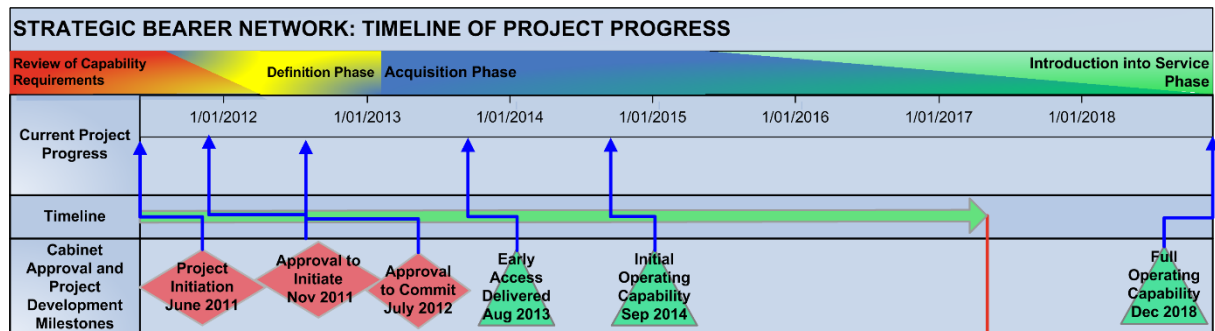 STRATEGIC BEARER NETWORK: TIMELINE OF PROJECT PROGRESS
Review of Capability
Requirements
Definition Phase
Acquisition Phase
Introduction into Service
Phase
Current Project
Progress
1/01/2012
1/01/2013
1/01/2014
1/01/2015
1/01/2016
1/01/2017
1/01/2018
Timeline
Cabinet
Approval and
Project
Development
Milestones
Project
Initiation
June 2011
Approval to
Initiate
Nov 2011
Approval
to Commit
July 2012
Early
Access
Delivered
Aug 2013
Initial
Operating
Capability
Sep 2014
Full
Operating
Capability
Dec 2018